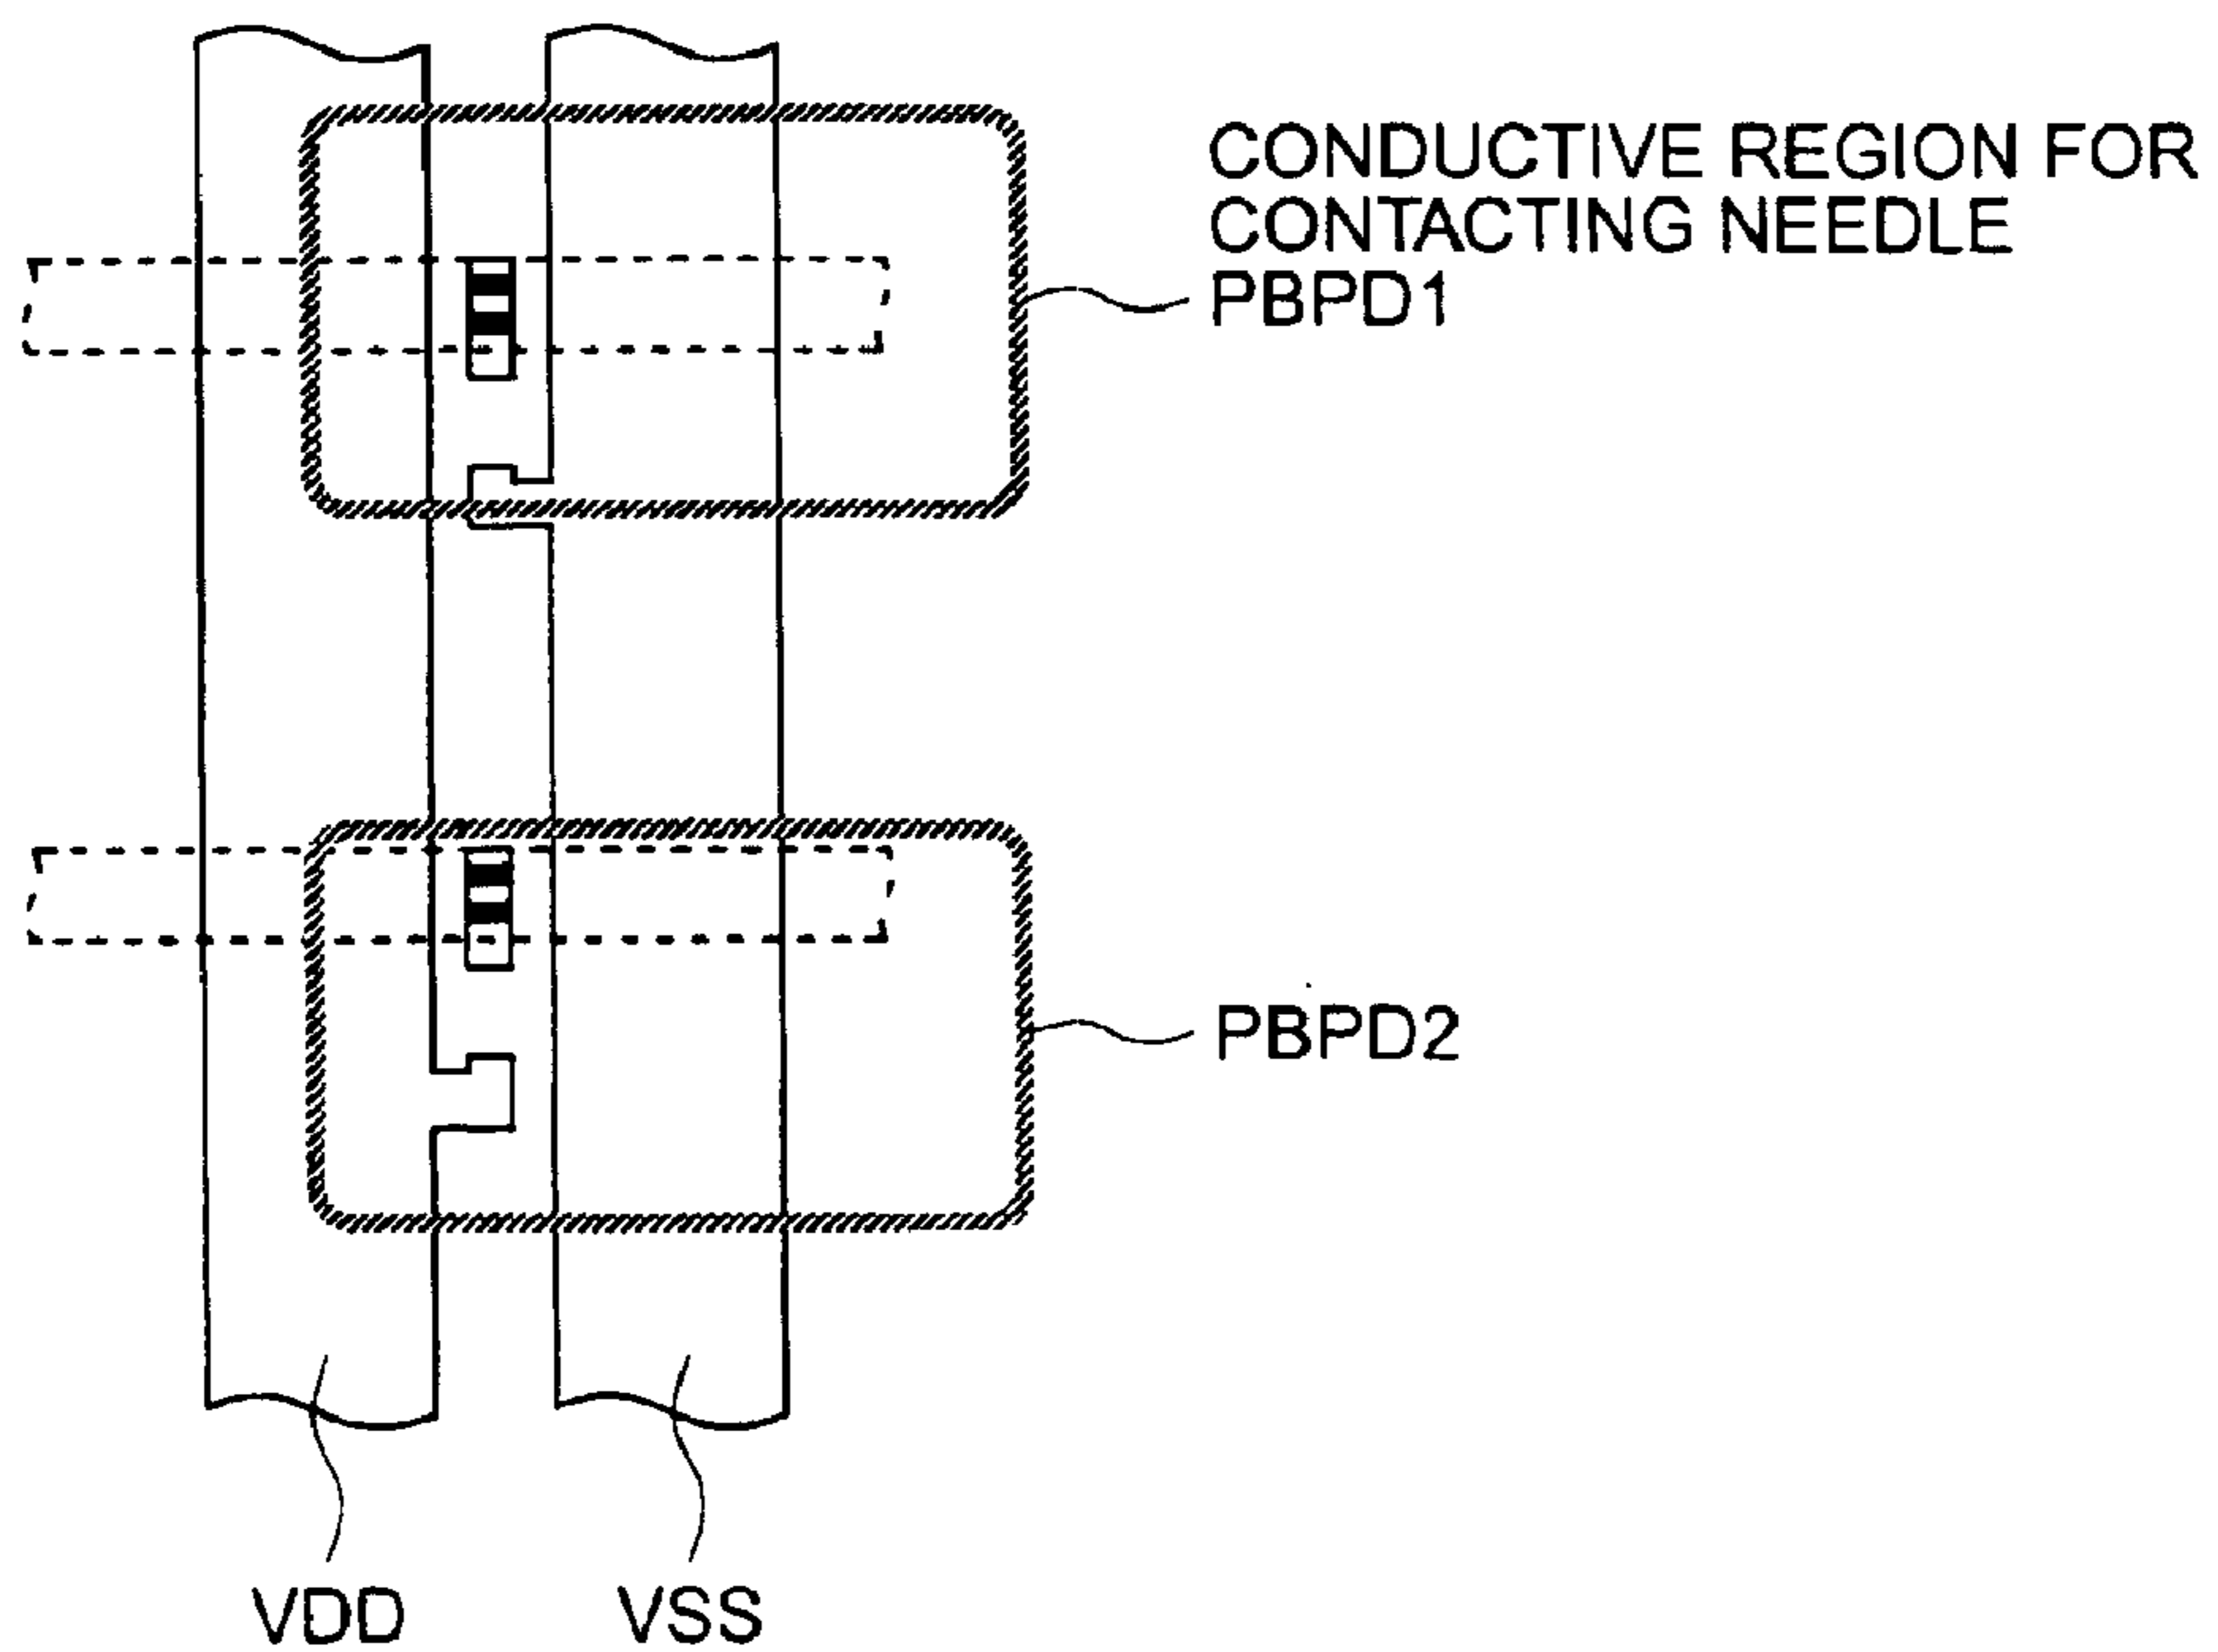 CONDUCTIVE REGION FOR
CONTACTING NEEDLE
PBPD1
PBPD2
VDD
VSS